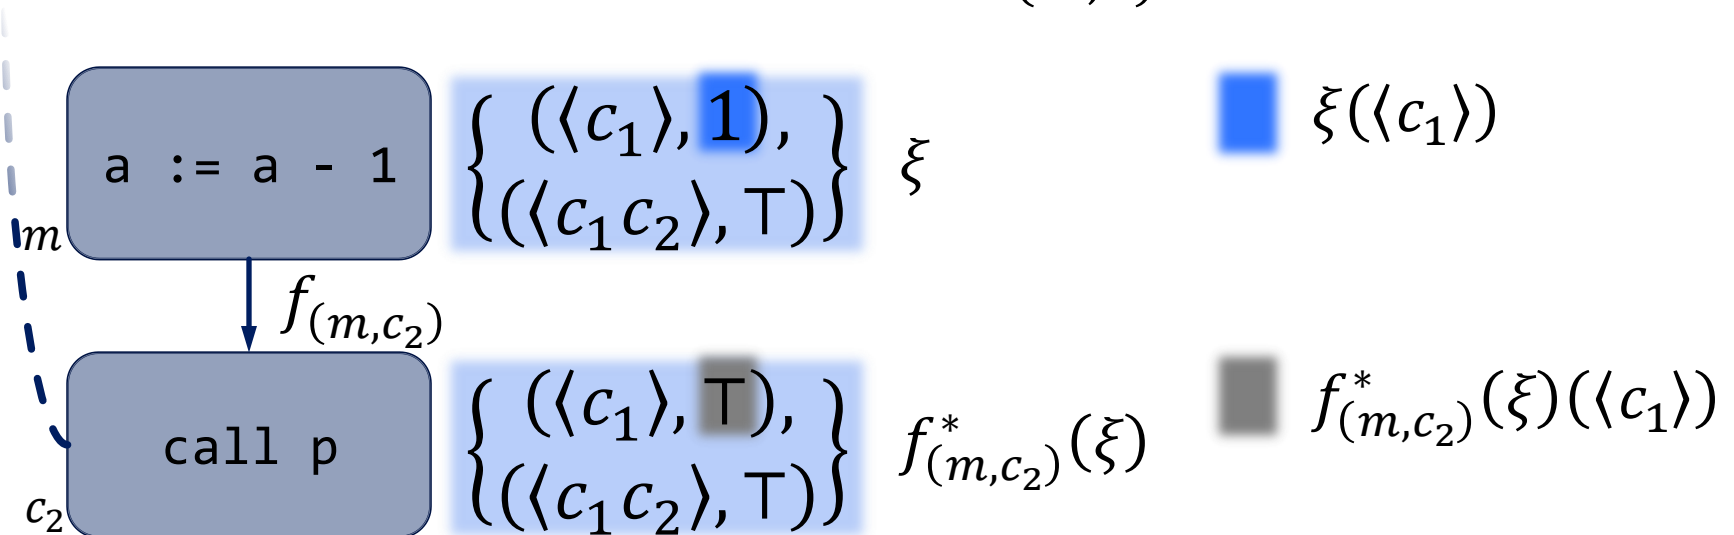 a := a - 1
m
{(⟨c₁⟩, 1),
(⟨c₁c₂⟩, ⊤)}
ξ
ξ(⟨c₁⟩)
f₍m,c₂₎
call p
c₂
{(⟨c₁⟩, ⊤),
(⟨c₁c₂⟩, ⊤)}
f*₍m,c₂₎(ξ)
f*₍m,c₂₎(ξ)(⟨c₁⟩)